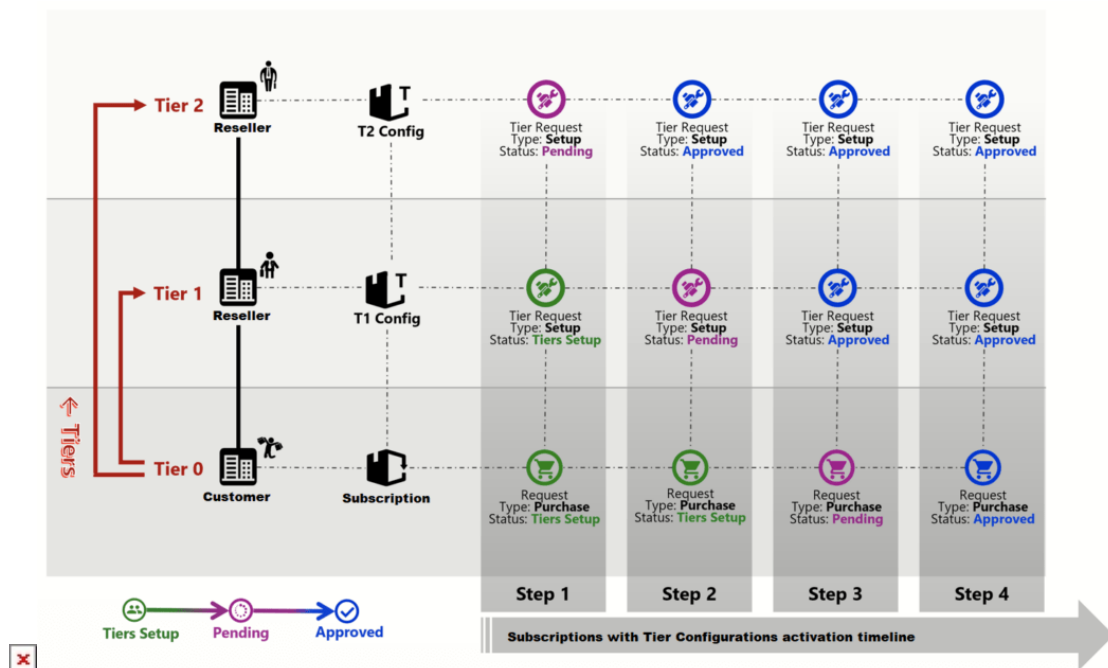 Tier 2
Reseller
T
T2 Config
Tier Request
Type: Setup
Status: Pending
Tier Request
Type: Setup
Status: Approved
Tier Request
Type: Setup
Status: Approved
Tier Request
Type: Setup
Status: Approved
Tier 1
Reseller
T
T1 Config
Tier Request
Type: Setup
Status: Tiers Setup
Tier Request
Type: Setup
Status: Pending
Tier Request
Type: Setup
Status: Approved
Tier Request
Type: Setup
Status: Approved
Tiers
Tier 0
Customer
Subscription
Request
Type: Purchase
Status: Tiers Setup
Request
Type: Purchase
Status: Tiers Setup
Request
Type: Purchase
Status: Pending
Request
Type: Purchase
Status: Approved
Step 1
Step 2
Step 3
Step 4
Tiers Setup
Pending
Approved
Subscriptions with Tier Configurations activation timeline